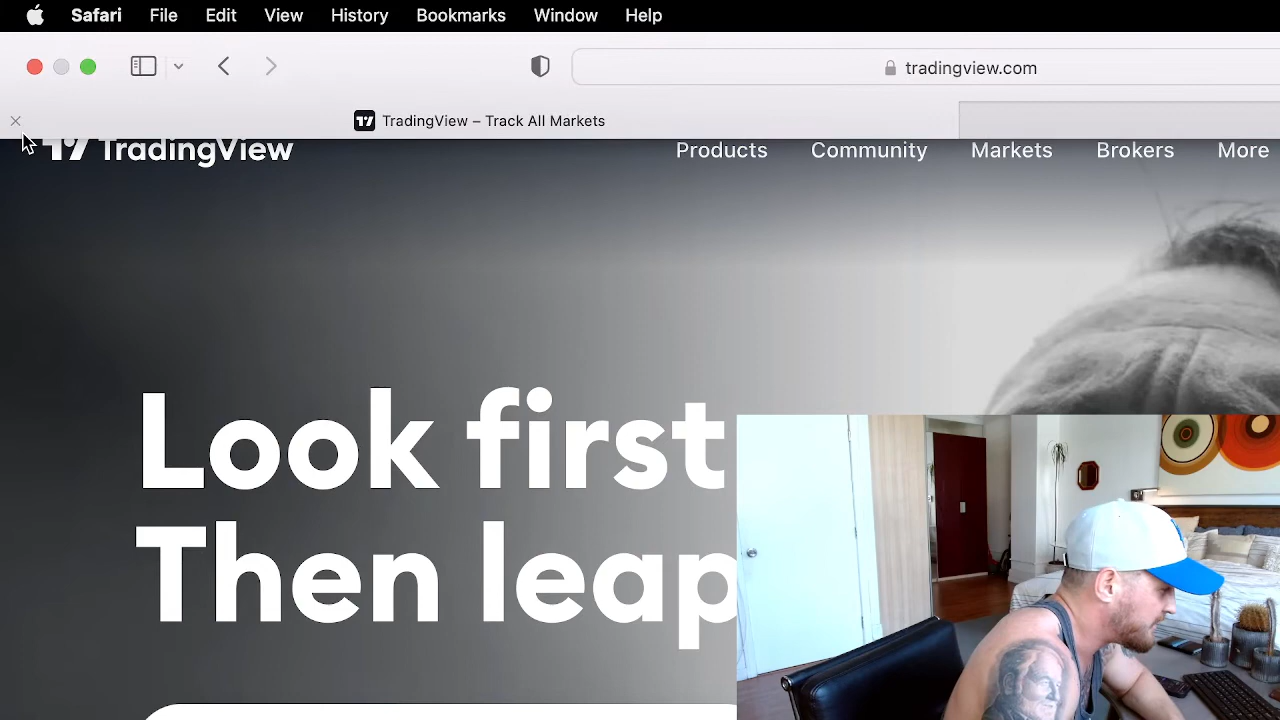 Safari File Edit View History Bookmarks Window Help
tradingview.com
TradingView – Track All Markets
TradingView Products Community Markets Brokers More
Look first
Then leap